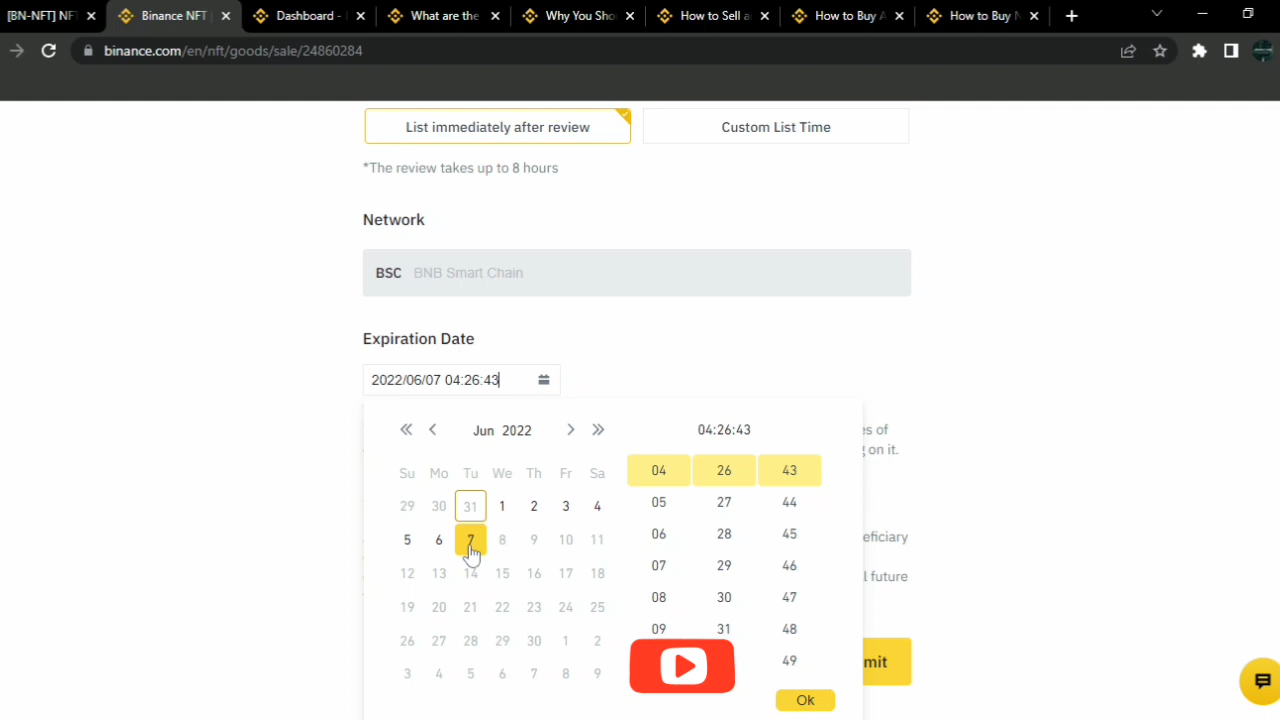 [BN-NFT] NF
Binance NFT
Dashboard -
What are the
Why You Sho
How to Sell a
How to Buy A
How to Buy N
binance.com/en/nft/goods/sale/24860284
List immediately after review
Custom List Time
*The review takes up to 8 hours
Network
BSC BNB Smart Chain
Expiration Date
2022/06/07 04:26:43
Jun 2022
04:26:43
es of
on it.
Su Mo Tu We Th Fr Sa
29 30 31 1 2 3 4
5 6 7 8 9 10 11
12 13 14 15 16 17 18
19 20 21 22 23 24 25
26 27 28 29 30 1 2
3 4 5 6 7 8 9
04 26 43
05 27 44
06 28 45
07 29 46
08 30 47
09 31 48
49
eficiary
l future
mit
Ok